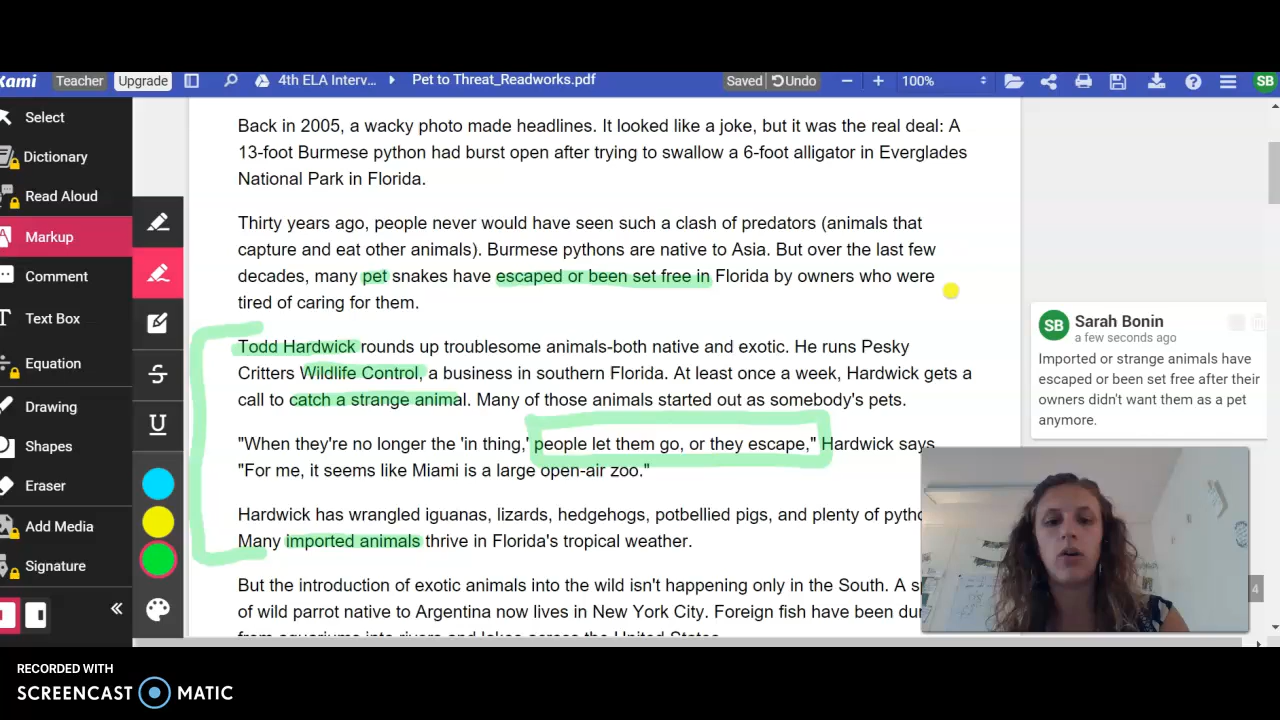 Kami Teacher Upgrade 4th ELA Interv... Pet to Threat_Readworks.pdf Saved Undo 100% SB
Select
Dictionary
Read Aloud
Markup
Comment
Text Box
Equation
Drawing
Shapes
Eraser
Add Media
Signature
Back in 2005, a wacky photo made headlines. It looked like a joke, but it was the real deal: A
13-foot Burmese python had burst open after trying to swallow a 6-foot alligator in Everglades
National Park in Florida.
Thirty years ago, people never would have seen such a clash of predators (animals that
capture and eat other animals). Burmese pythons are native to Asia. But over the last few
decades, many pet snakes have escaped or been set free in Florida by owners who were
tired of caring for them.
Todd Hardwick rounds up troublesome animals-both native and exotic. He runs Pesky
Critters Wildlife Control, a business in southern Florida. At least once a week, Hardwick gets a
call to catch a strange animal. Many of those animals started out as somebody's pets.
"When they're no longer the 'in thing,' people let them go, or they escape," Hardwick says.
"For me, it seems like Miami is a large open-air zoo."
Hardwick has wrangled iguanas, lizards, hedgehogs, potbellied pigs, and plenty of pytho
Many imported animals thrive in Florida's tropical weather.
But the introduction of exotic animals into the wild isn't happening only in the South. A
of wild parrot native to Argentina now lives in New York City. Foreign fish have been
from aquariums into rivers and lakes across the United States.
SB Sarah Bonin
a few seconds ago
Imported or strange animals have
escaped or been set free after their
owners didn't want them as a pet
anymore.
4
RECORDED WITH
SCREENCAST MATIC